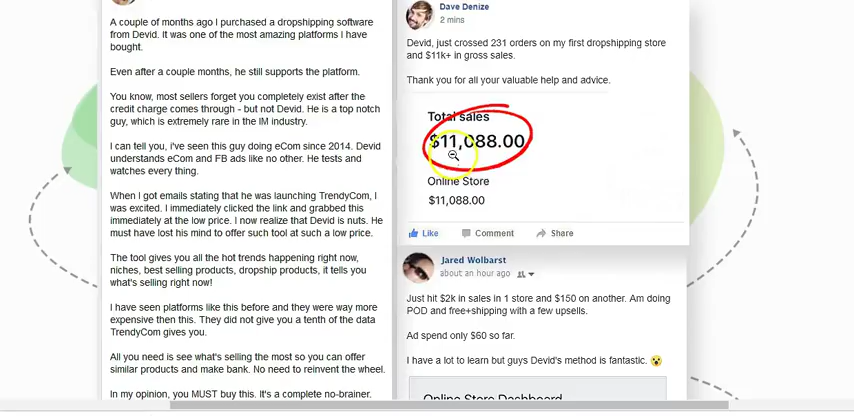 A couple of months ago I purchased a dropshipping software
from Devid. It was one of the most amazing platforms I have
bought.
Even after a couple months, he still supports the platform.
You know, most sellers forget you completely exist after the
credit charge comes through - but not Devid. He is a top notch
guy, which is extremely rare in the IM industry.
I can tell you, i've seen this guy doing eCom since 2014. Devid
understands eCom and FB ads like no other. He tests and
watches every thing.
When I got emails stating that he was launching TrendyCom, I
was excited. I immediately clicked the link and grabbed this
immediately at the low price. I now realize that Devid is nuts. He
must have lost his mind to offer such tool at such a low price.
The tool gives you all the hot trends happening right now,
niches, best selling products, dropship products, it tells you
what's selling right now!
I have seen platforms like this before and they were way more
expensive then this. They did not give you a tenth of the data
TrendyCom gives you.
All you need is see what's selling the most so you can offer
similar products and make bank. No need to reinvent the wheel.
In my opinion, you MUST buy this. It's a complete no-brainer.
Dave Denize
2 mins
Devid, just crossed 231 orders on my first dropshipping store
and $11k+ in gross sales.
Thank you for all your valuable help and advice.
Total sales
$11,088.00
Online Store
$11,088.00
Like Comment Share
Jared Wolbarst
about an hour ago
Just hit $2k in sales in 1 store and $150 on another. Am doing
POD and free+shipping with a few upsells.
Ad spend only $60 so far.
I have a lot to learn but guys Devid's method is fantastic. 😮
Online Store Dashboard